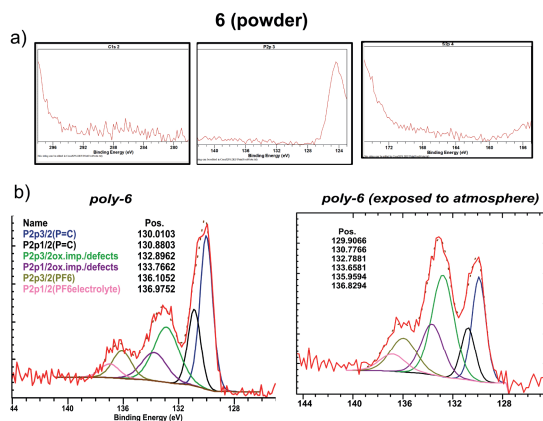 6 (powder)
a)
C1s 2
P2p 3
S2p 4
296 292 288 284 280
Binding Energy (eV)
140 136 132 128 124
Binding Energy (eV)
172 168 164 160 156
Binding Energy (eV)
b)
poly-6
poly-6 (exposed to atmosphere)
Name Pos.
P2p3/2(P=C) 130.0103
P2p1/2(P=C) 130.8803
P2p3/2ox.imp./defects 132.8962
P2p1/2ox.imp./defects 133.7662
P2p3/2(PF6) 136.1052
P2p1/2(PF6electrolyte) 136.9752
Pos.
129.9066
130.7766
132.7881
133.6581
135.9594
136.8294
44 140 136 132 128
Binding Energy (eV)
144 140 136 132 128 124
Binding Energy (eV)